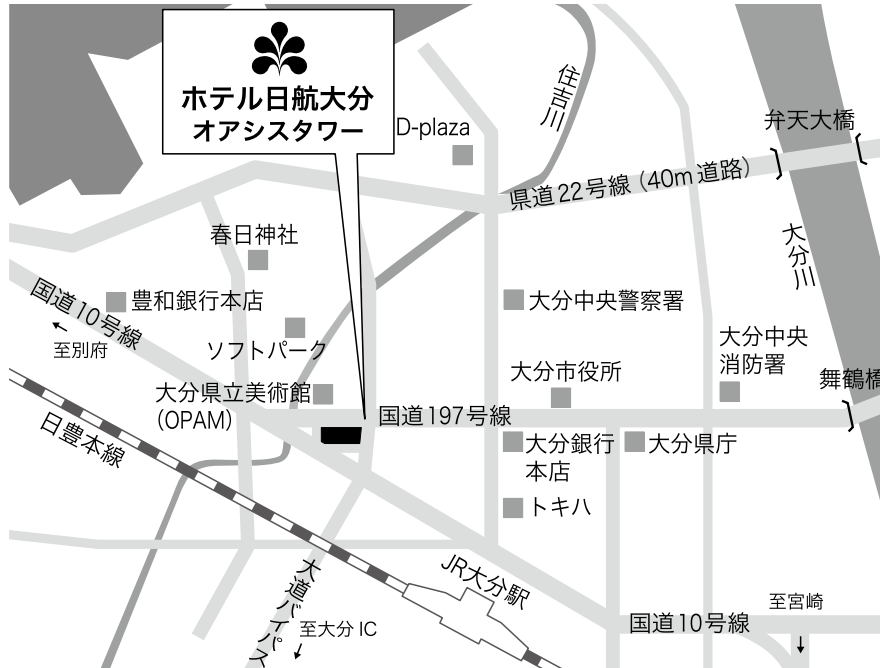 ホテル日航大分
オアシスタワー
D-plaza
住吉川
弁天大橋
県道22号線（40m道路）
大分川
春日神社
国道10号線
豊和銀行本店
大分中央警察署
至別府
ソフトパーク
大分中央
消防署
大分市役所
舞鶴橋
大分県立美術館
（OPAM）
国道197号線
日豊本線
大分銀行
本店
大分県庁
トキハ
JR大分駅
大道バイパス
至大分IC
至宮崎
国道10号線